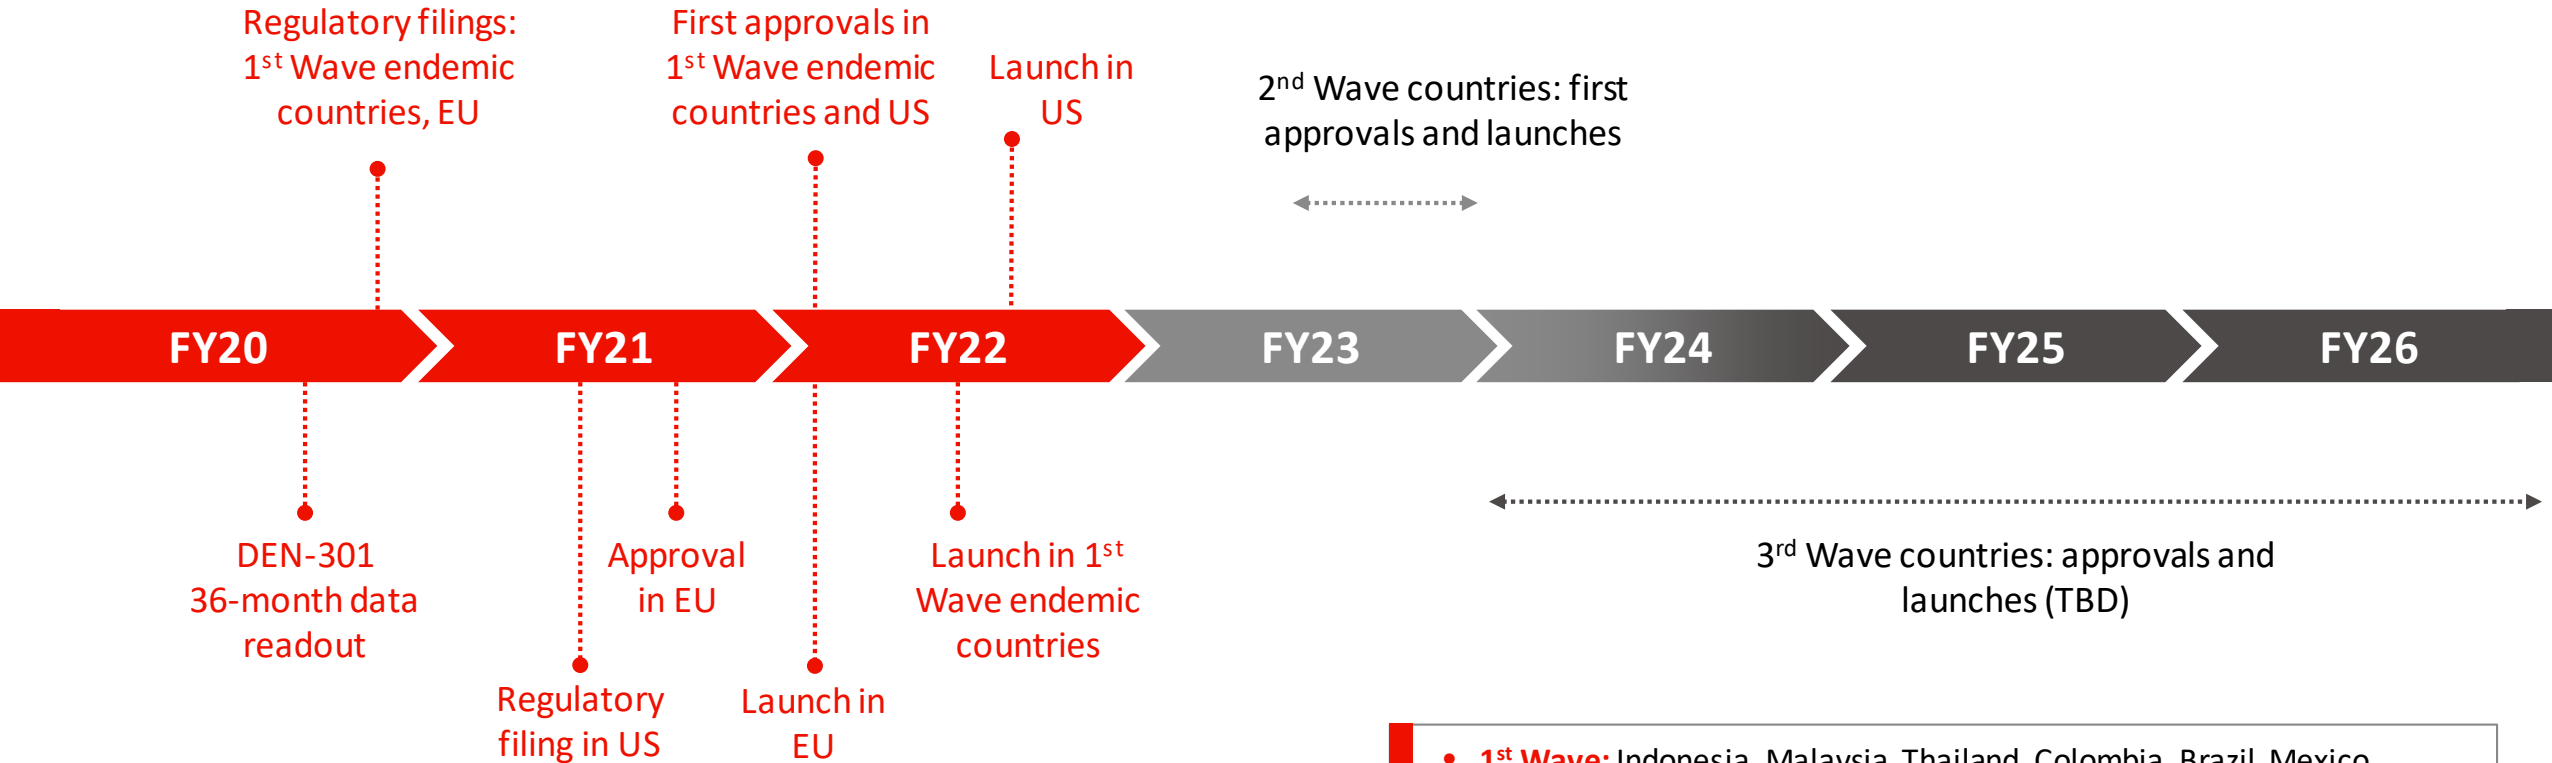 Regulatory filings:
1st Wave endemic
countries, EU
First approvals in
1st Wave endemic
countries and US
Launch in
US
2nd Wave countries: first
approvals and launches
FY20
FY21
FY22
FY23
FY24
FY25
FY26
DEN-301
36-month data
readout
Regulatory
filing in US
Approval
in EU
Launch in
EU
Launch in 1st
Wave endemic
countries
3rd Wave countries: approvals and
launches (TBD)
• 1st Wave: Indonesia, Malaysia, Thailand, Colombia, Brazil, Mexico